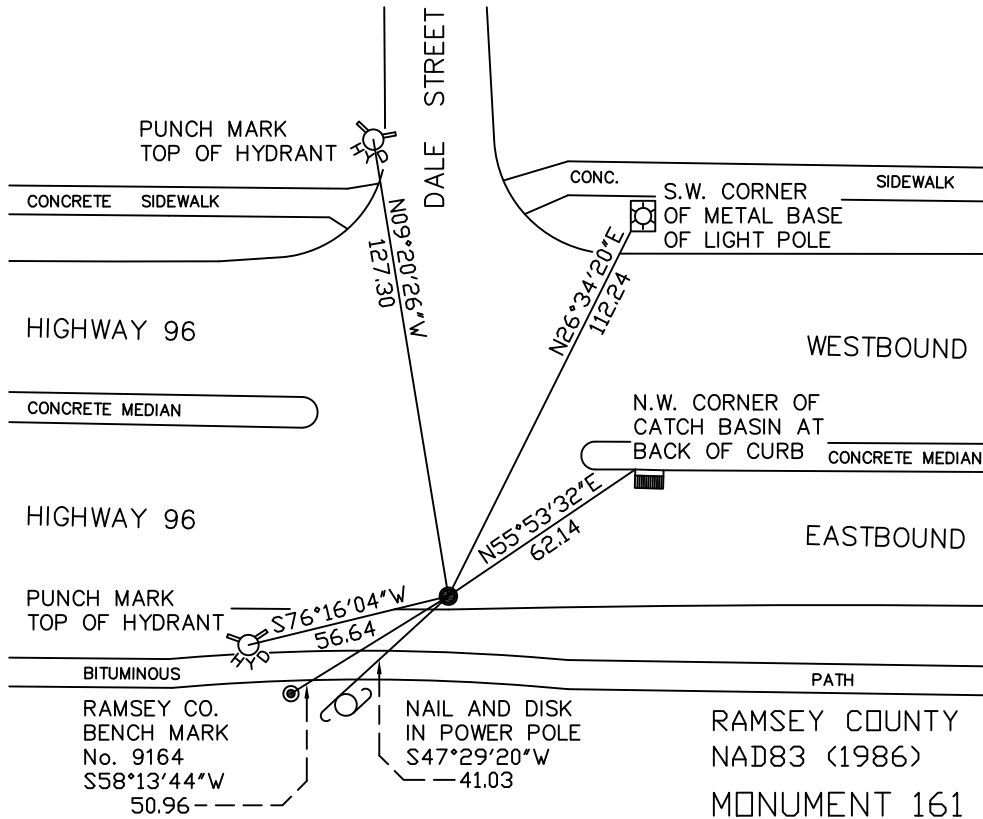 DALE STREET
PUNCH MARK
TOP OF HYDRANT
HYD
CONC.
SIDEWALK
CONCRETE SIDEWALK
S.W. CORNER
OF METAL BASE
OF LIGHT POLE
N09°20'26"W
127.30
N26°34'20"E
112.24
HIGHWAY 96
WESTBOUND
CONCRETE MEDIAN
N.W. CORNER OF
CATCH BASIN AT
BACK OF CURB
CONCRETE MEDIAN
N55°53'32"E
62.14
HIGHWAY 96
EASTBOUND
PUNCH MARK
TOP OF HYDRANT
S76°16'04"W
56.64
HYD
BITUMINOUS
PATH
RAMSEY CO.
BENCH MARK
No. 9164
S58°13'44"W
50.96
NAIL AND DISK
IN POWER POLE
S47°29'20"W
41.03
RAMSEY COUNTY
NAD83 (1986)
MONUMENT 161